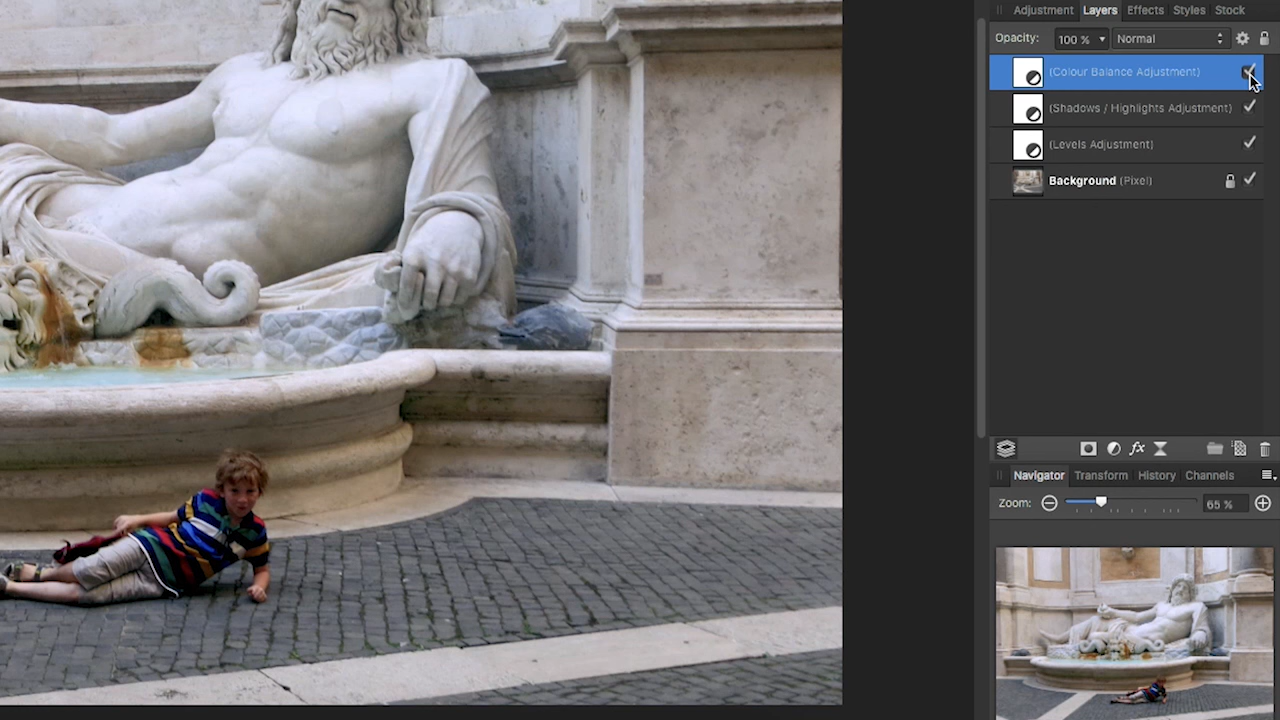 Adjustment Layers Effects Styles Stock
Opacity: 100 % Normal
(Colour Balance Adjustment)
(Shadows / Highlights Adjustment)
(Levels Adjustment)
Background (Pixel)
fx
Navigator Transform History Channels
Zoom: 65 %